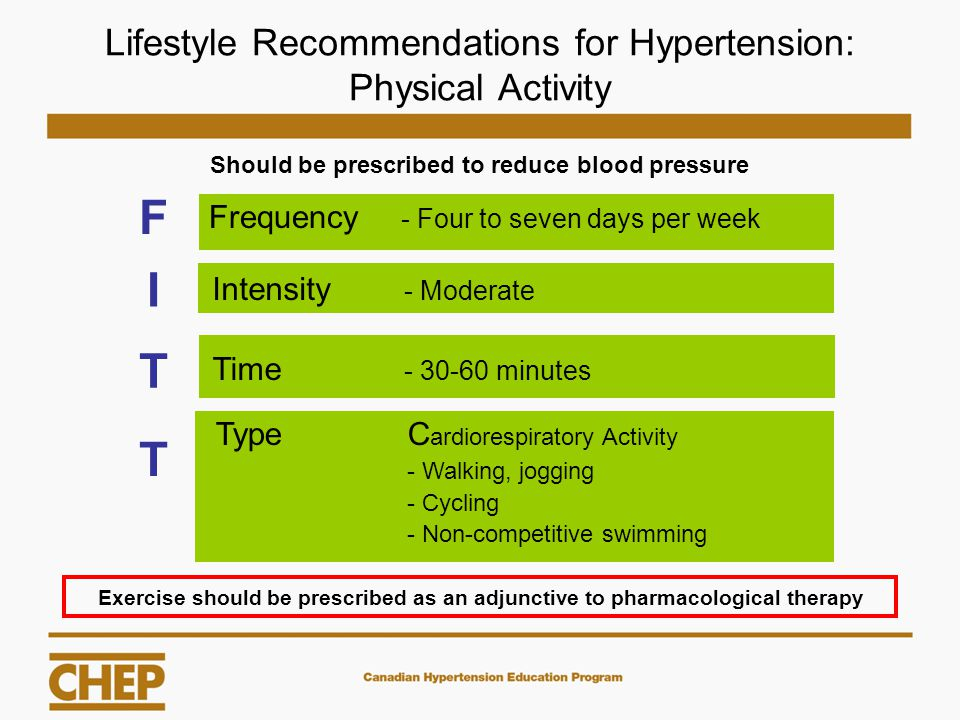 Lifestyle Recommendations for Hypertension:
Physical Activity
Should be prescribed to reduce blood pressure
F Frequency - Four to seven days per week
I Intensity - Moderate
T Time - 30-60 minutes
T Type Cardiorespiratory Activity
- Walking, jogging
- Cycling
- Non-competitive swimming
Exercise should be prescribed as an adjunctive to pharmacological therapy
CHEP Canadian Hypertension Education Program